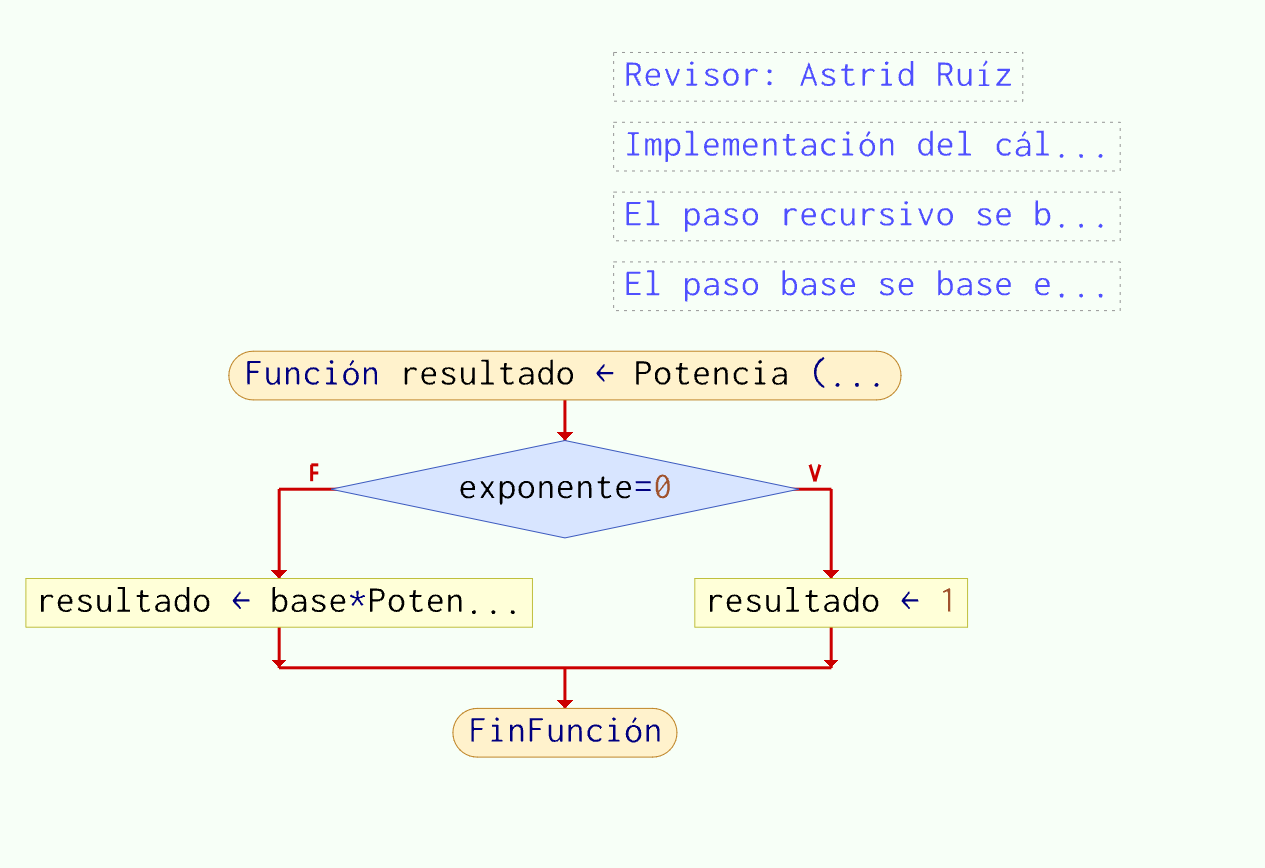 Revisor: Astrid Ruíz
Implementación del cál...
El paso recursivo se b...
El paso base se base e...
Función resultado ← Potencia (...
exponente=0
F
V
resultado ← base*Poten...
resultado ← 1
FinFunción